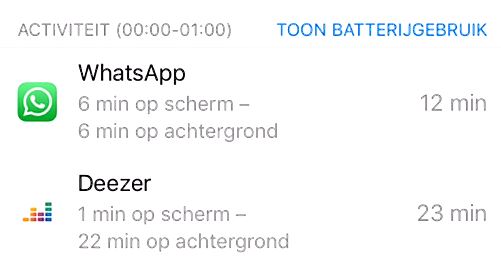 ACTIVITEIT (00:00-01:00) TOON BATTERIJGEBRUIK
WhatsApp
6 min op scherm – 12 min
6 min op achtergrond
Deezer
1 min op scherm – 23 min
22 min op achtergrond